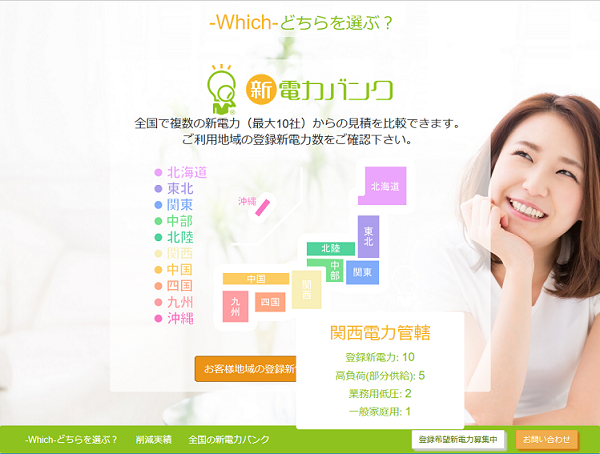 -Which-どちらを選ぶ？
新電力バンク
全国で複数の新電力（最大10社）からの見積を比較できます。
ご利用地域の登録新電力数をご確認下さい。
北海道
東北
関東
中部
北陸
関西
中国
四国
九州
沖縄
沖縄
北海道
東北
北陸
中部
関東
中国
関西
九州
四国
関西電力管轄
登録新電力: 10
高負荷(部分供給): 5
業務用低圧: 2
一般家庭用: 1
お客様地域の登録新
-Which-どちらを選ぶ？ 削減実績 全国の新電力バンク 登録希望新電力募集中 お問い合わせ